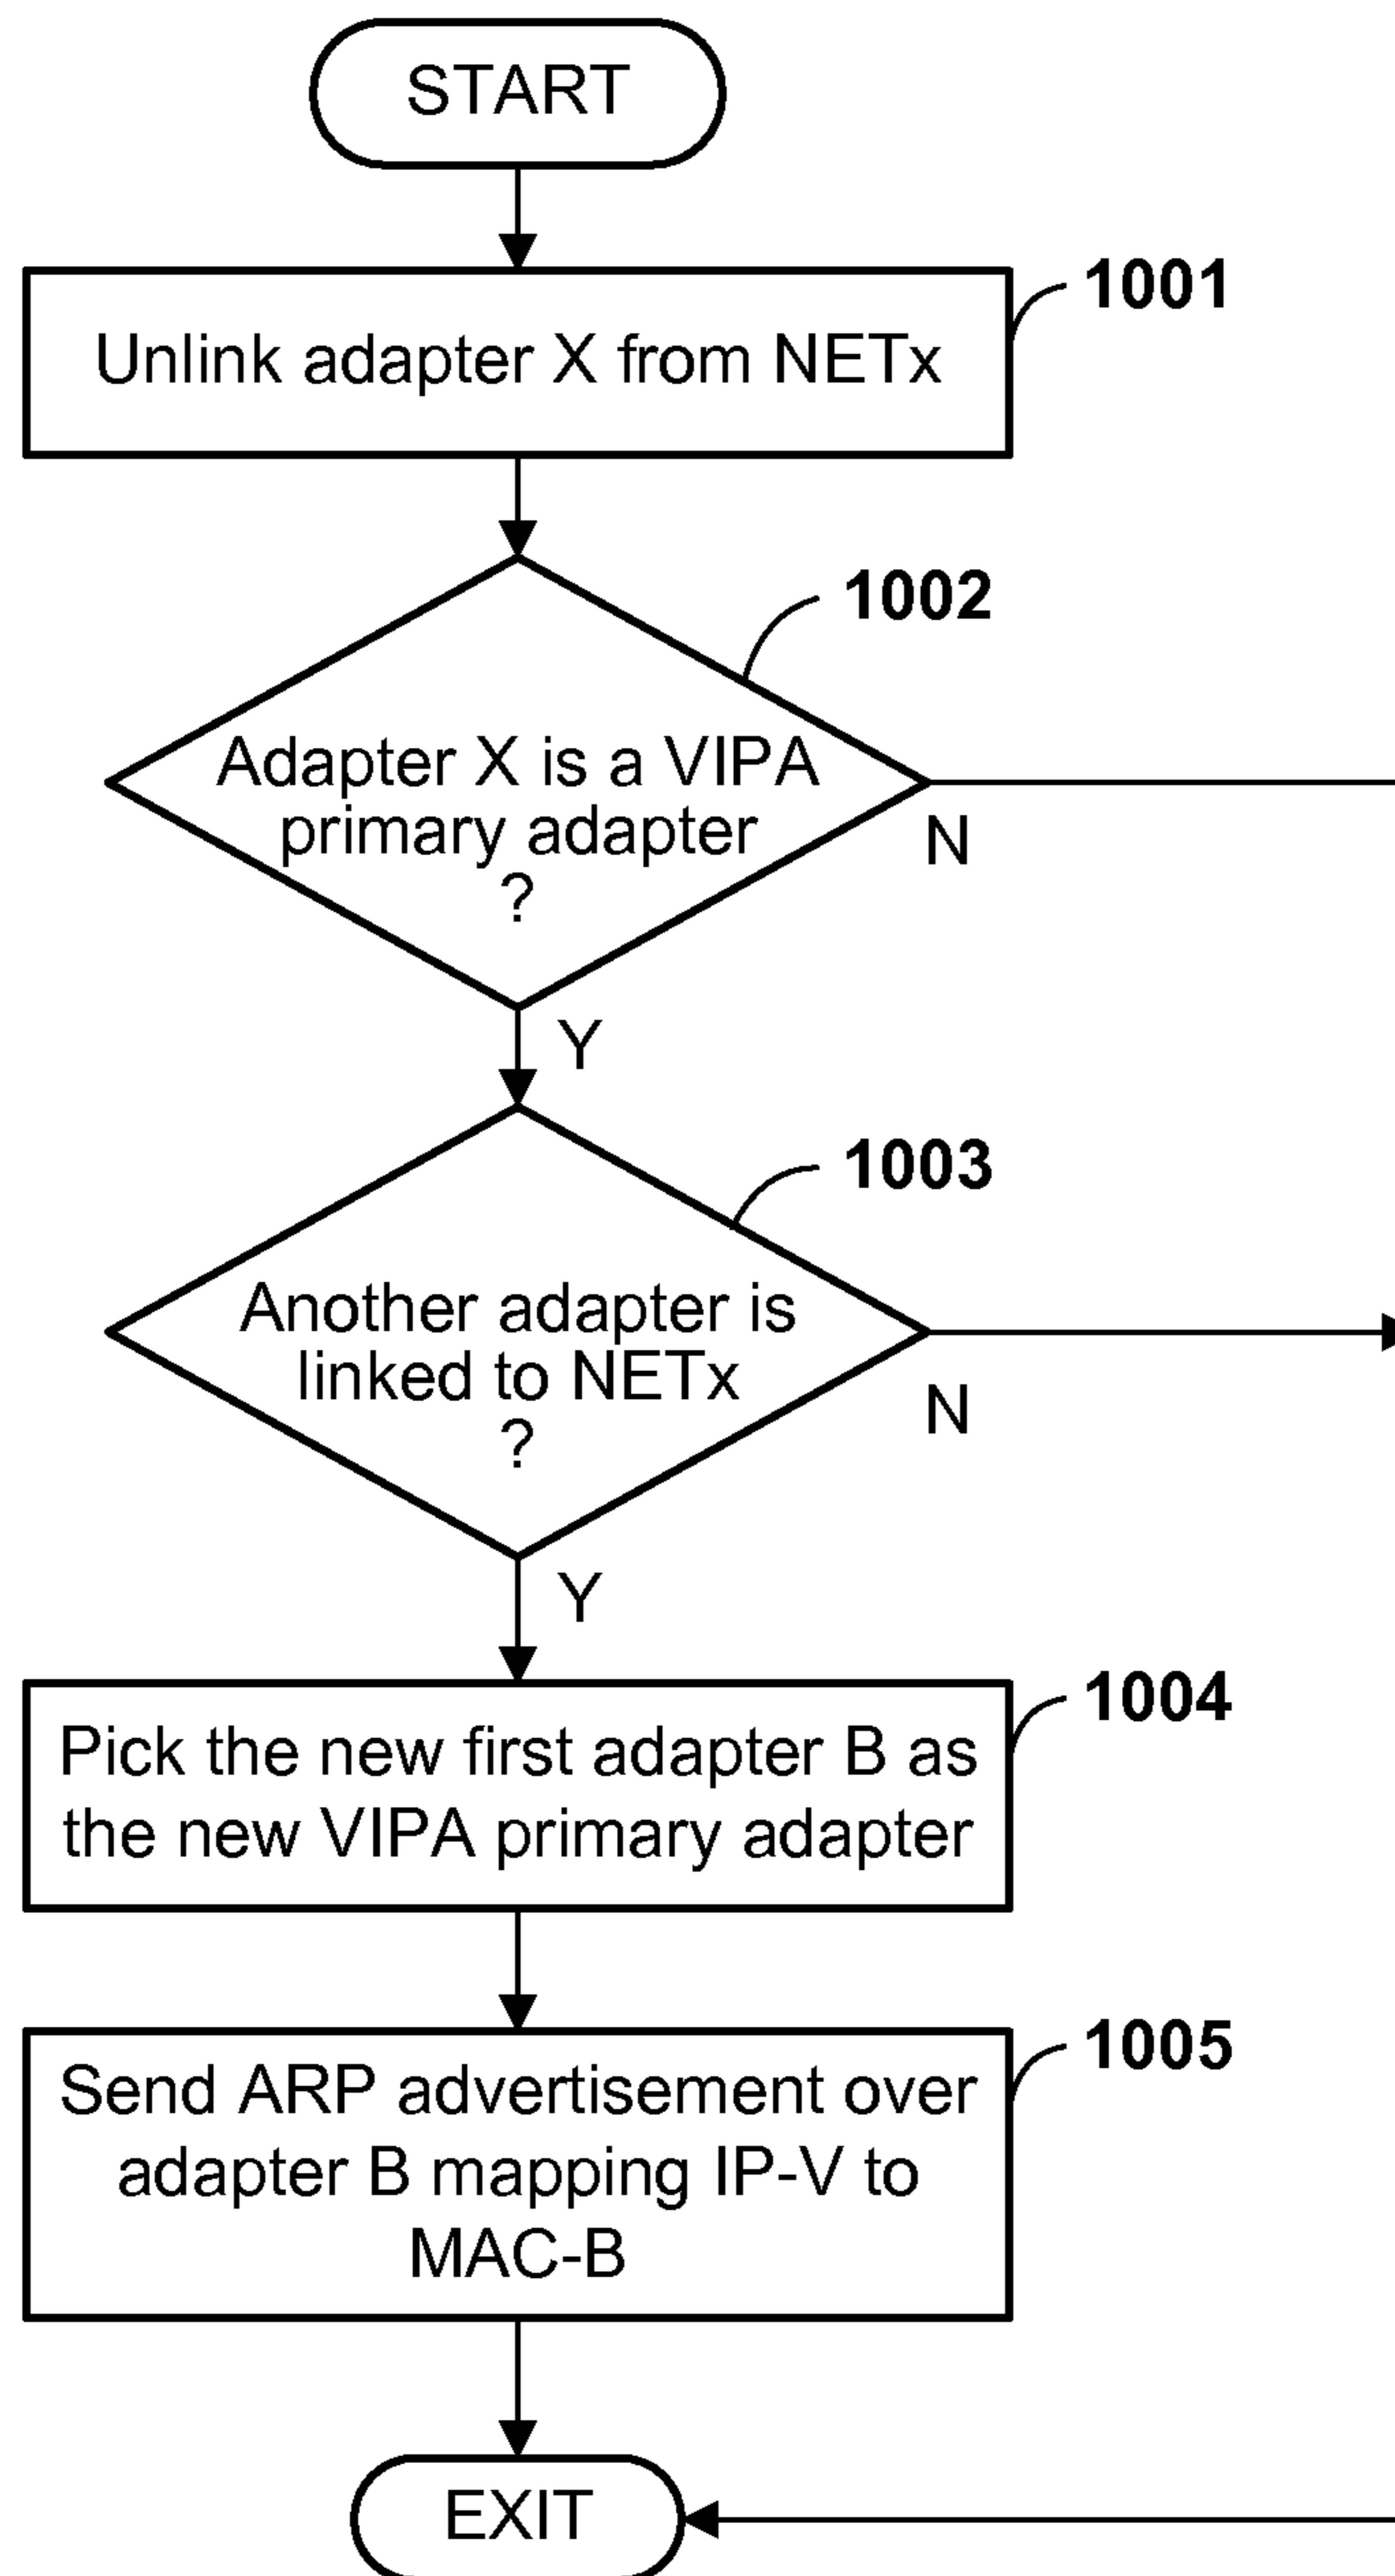 START
1001
Unlink adapter X from NETx
1002
Adapter X is a VIPA
primary adapter
?
N
Y
1003
Another adapter is
linked to NETx
?
N
Y
1004
Pick the new first adapter B as
the new VIPA primary adapter
1005
Send ARP advertisement over
adapter B mapping IP-V to
MAC-B
EXIT